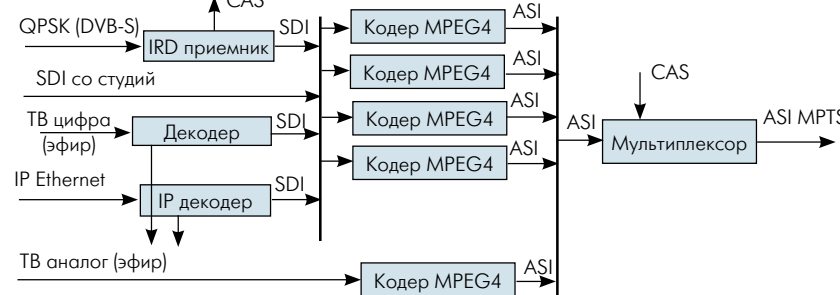 CAS
QPSK (DVB-S)
IRD приемник
SDI
Кодер MPEG4
ASI
SDI со студий
Кодер MPEG4
ASI
CAS
ТВ цифра
(эфир)
Декодер
SDI
Кодер MPEG4
ASI
ASI
Мультиплексор
ASI MPTS
Кодер MPEG4
ASI
IP Ethernet
IP декодер
SDI
ТВ аналог (эфир)
Кодер MPEG4
ASI